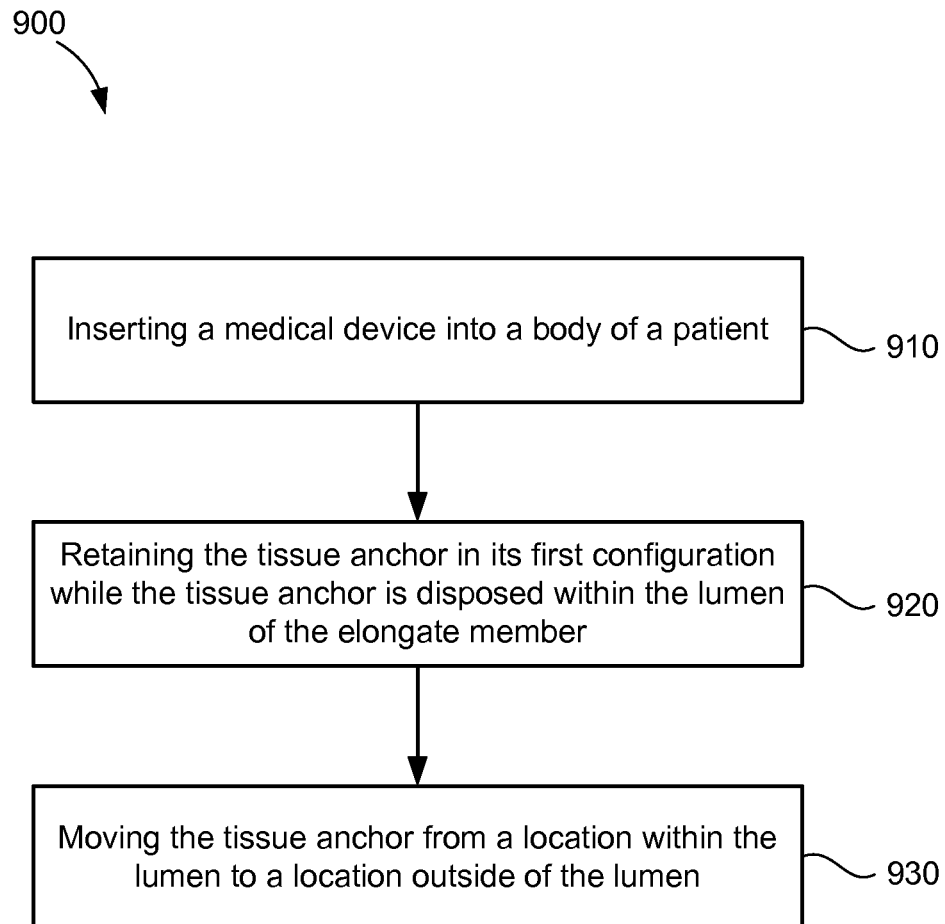 900
Inserting a medical device into a body of a patient
910
Retaining the tissue anchor in its first configuration
while the tissue anchor is disposed within the lumen
of the elongate member
920
Moving the tissue anchor from a location within the
lumen to a location outside of the lumen
930